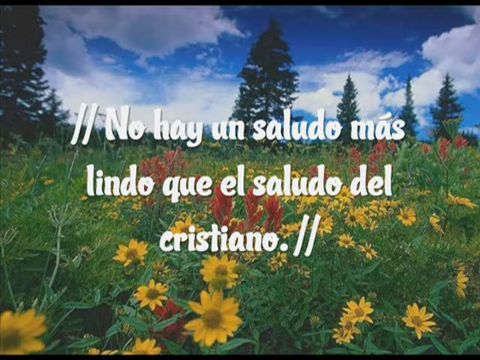 // No hay un saludo más
lindo que el saludo del
cristiano. //